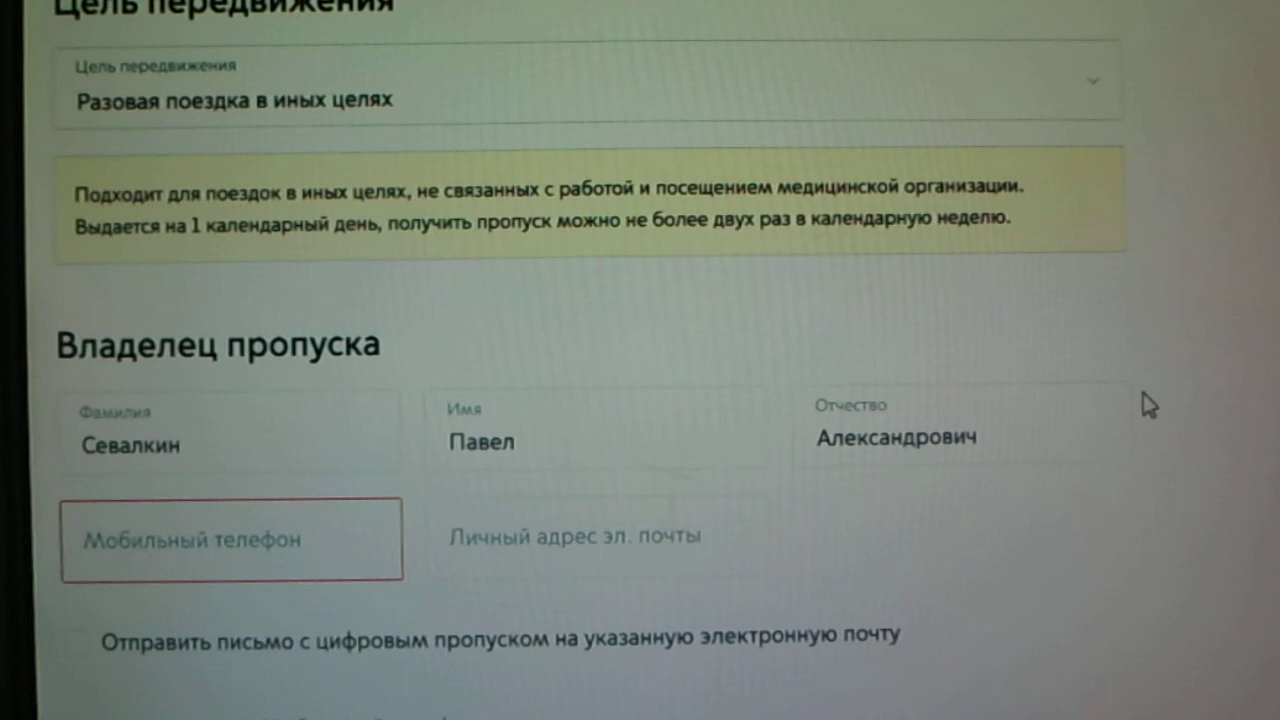 Цель передвижения
Цель передвижения
Разовая поездка в иных целях
Подходит для поездок в иных целях, не связанных с работой и посещением медицинской организации.
Выдается на 1 календарный день, получить пропуск можно не более двух раз в календарную неделю.
Владелец пропуска
Фамилия Имя Отчество
Севалкин Павел Александрович
Мобильный телефон Личный адрес эл. почты
Отправить письмо с цифровым пропуском на указанную электронную почту